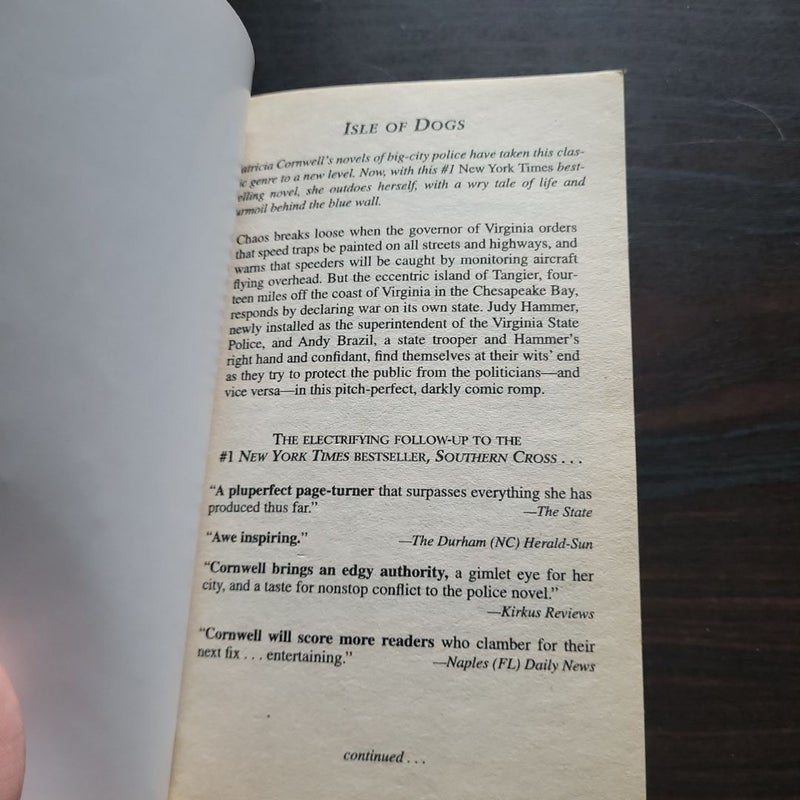 ISLE OF DOGS
atricia Cornwell's novels of big-city police have taken this clas-
ic genre to a new level. Now, with this #1 New York Times best-
elling novel, she outdoes herself, with a wry tale of life and
urmoil behind the blue wall.
Chaos breaks loose when the governor of Virginia orders
that speed traps be painted on all streets and highways, and
warns that speeders will be caught by monitoring aircraft
flying overhead. But the eccentric island of Tangier, four-
teen miles off the coast of Virginia in the Chesapeake Bay,
responds by declaring war on its own state. Judy Hammer,
newly installed as the superintendent of the Virginia State
Police, and Andy Brazil, a state trooper and Hammer's
right hand and confidant, find themselves at their wits' end
as they try to protect the public from the politicians—and
vice versa—in this pitch-perfect, darkly comic romp.
THE ELECTRIFYING FOLLOW-UP TO THE
#1 NEW YORK TIMES BESTSELLER, SOUTHERN CROSS . . .
"A pluperfect page-turner that surpasses everything she has
produced thus far." —The State
"Awe inspiring." —The Durham (NC) Herald-Sun
"Cornwell brings an edgy authority, a gimlet eye for her
city, and a taste for nonstop conflict to the police novel."
—Kirkus Reviews
"Cornwell will score more readers who clamber for their
next fix . . . entertaining." —Naples (FL) Daily News
continued . . .